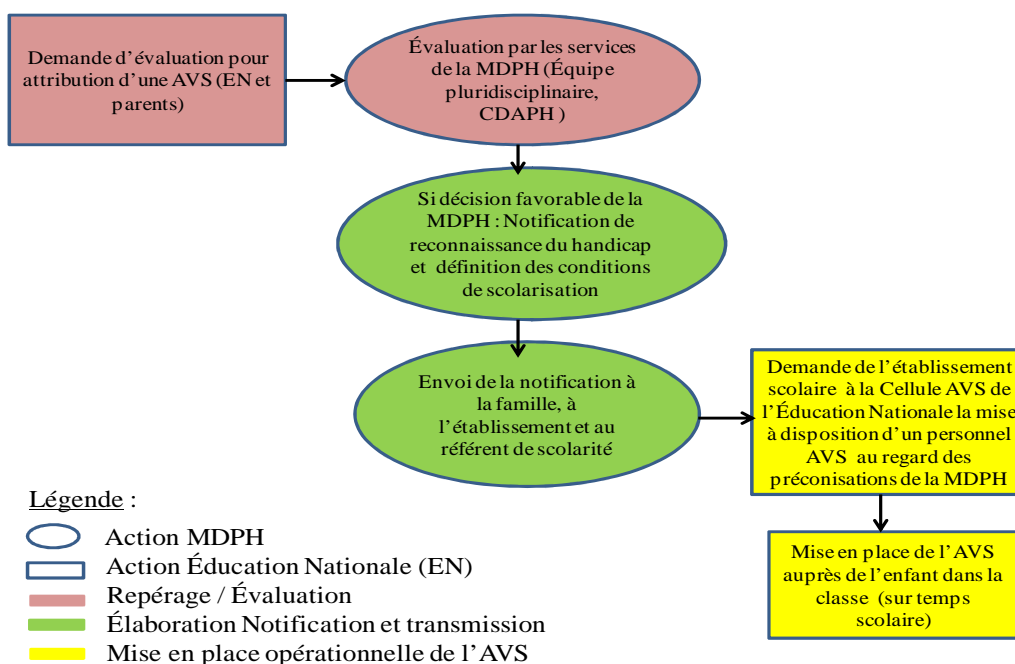 Demande d'évaluation pour
attribution d'une AVS (EN et
parents)
Évaluation par les services
de la MDPH (Équipe
pluridisciplinaire,
CDAPH )
Si décision favorable de la
MDPH : Notification de
reconnaissance du handicap
et définition des conditions
de scolarisation
Envoi de la notification à
la famille, à
l'établissement et au
référent de scolarité
Demande de l'établissement
scolaire à la Cellule AVS de
l'Éducation Nationale la mise
à disposition d'un personnel
AVS au regard des
préconisations de la MDPH
Mise en place de l'AVS
auprès de l'enfant dans la
classe (sur temps
scolaire)
Légende :
Action MDPH
Action Éducation Nationale (EN)
Repérage / Évaluation
Élaboration Notification et transmission
Mise en place opérationnelle de l'AVS